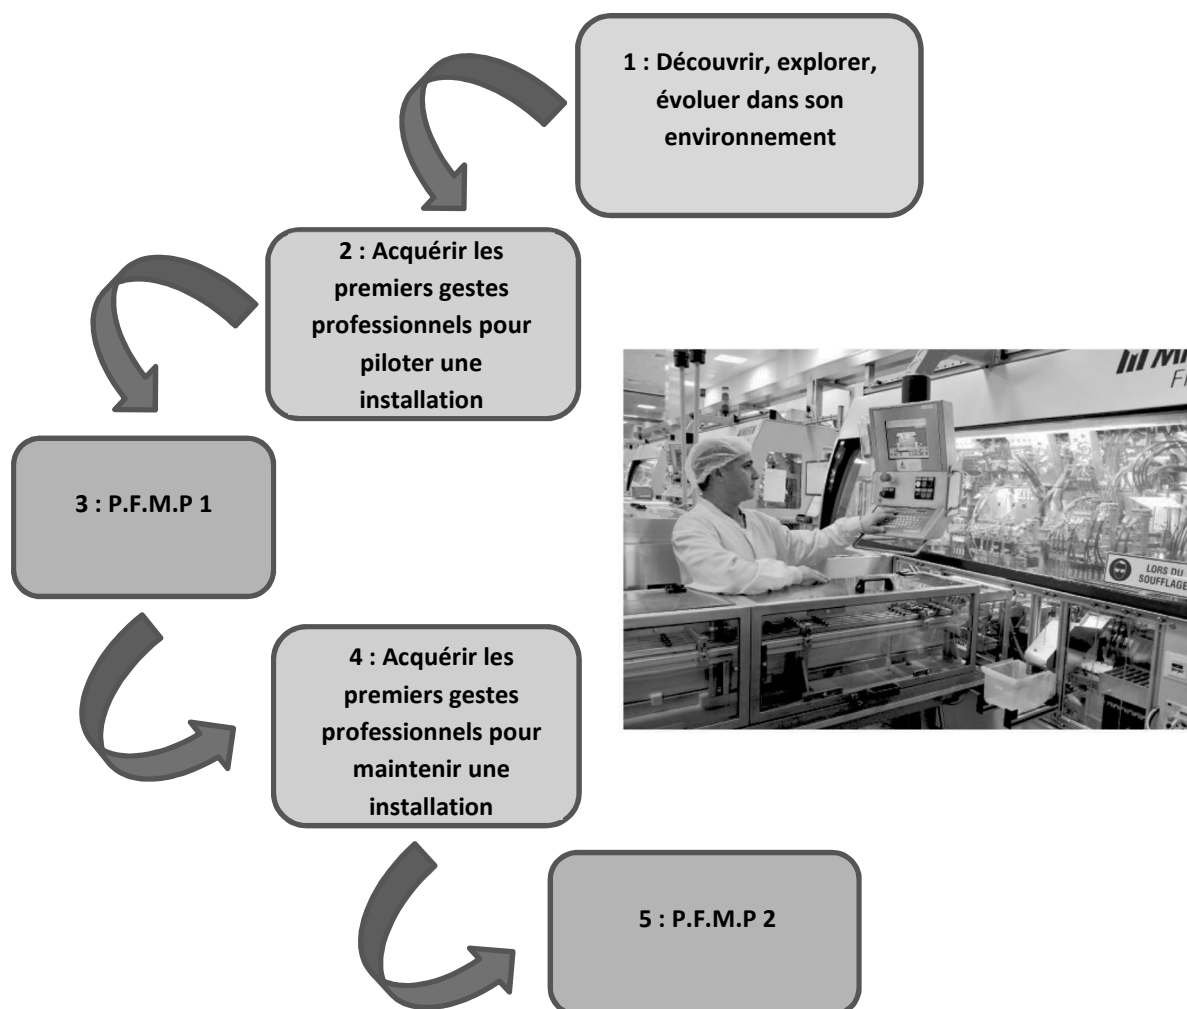 1 : Découvrir, explorer,
évoluer dans son
environnement
2 : Acquérir les
premiers gestes
professionnels pour
piloter une
installation
3 : P.F.M.P 1
4 : Acquérir les
premiers gestes
professionnels pour
maintenir une
installation
5 : P.F.M.P 2
LORS DU
SOUFFLAGE